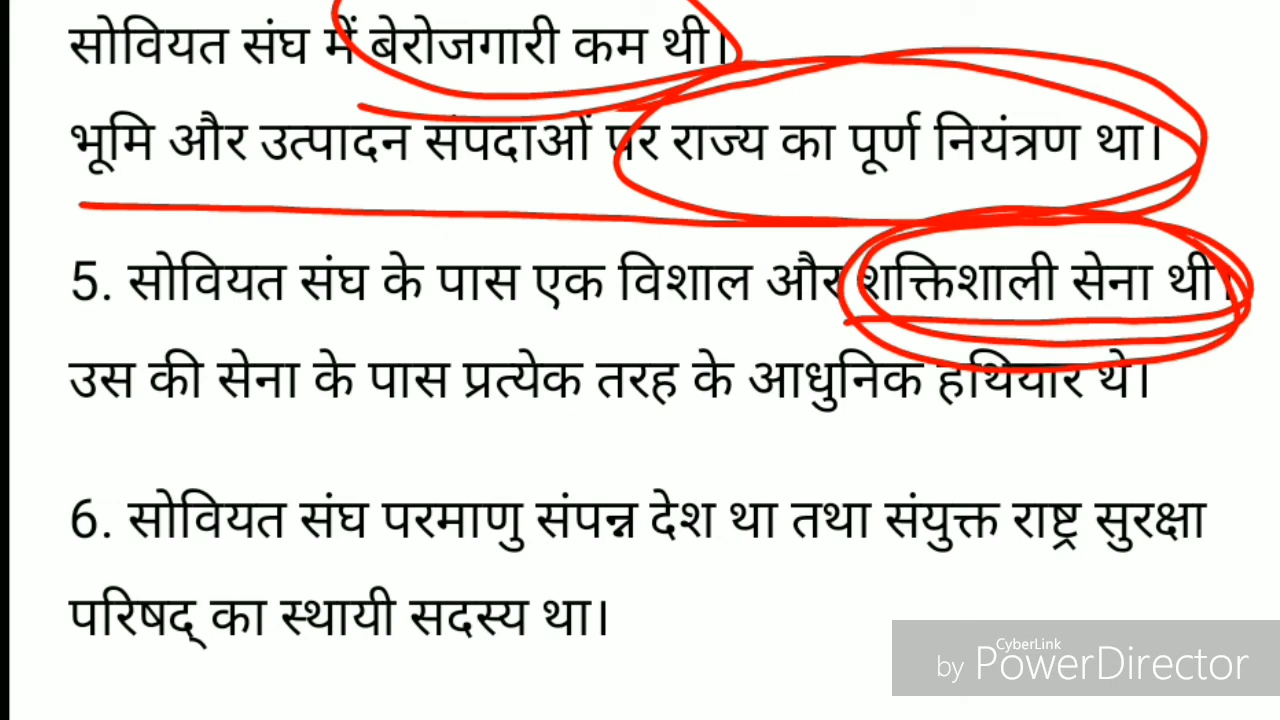 सोवियत संघ में बेरोजगारी कम थी।
भूमि और उत्पादन संपदाओं पर राज्य का पूर्ण नियंत्रण था।
5. सोवियत संघ के पास एक विशाल और शक्तिशाली सेना थी।
उस की सेना के पास प्रत्येक तरह के आधुनिक हथियार थे।
6. सोवियत संघ परमाणु संपन्न देश था तथा संयुक्त राष्ट्र सुरक्षा
परिषद् का स्थायी सदस्य था।
CyberLink
by PowerDirector